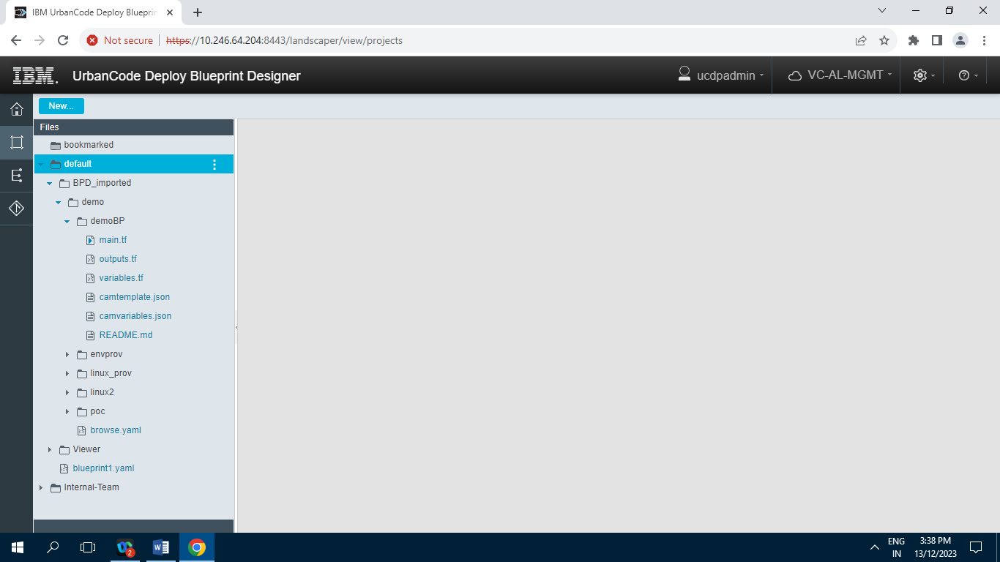 IBM UrbanCode Deploy Blueprin
Not secure https://10.246.64.204:8443/landscaper/view/projects
IBM. UrbanCode Deploy Blueprint Designer ucdpadmin VC-AL-MGMT
New...
Files
bookmarked
default
BPD_imported
demo
demoBP
main.tf
outputs.tf
variables.tf
camtemplate.json
camvariables.json
README.md
envprov
linux_prov
linux2
poc
browse.yaml
Viewer
blueprint1.yaml
Internal-Team
2
ENG 3:38 PM
IN 13/12/2023